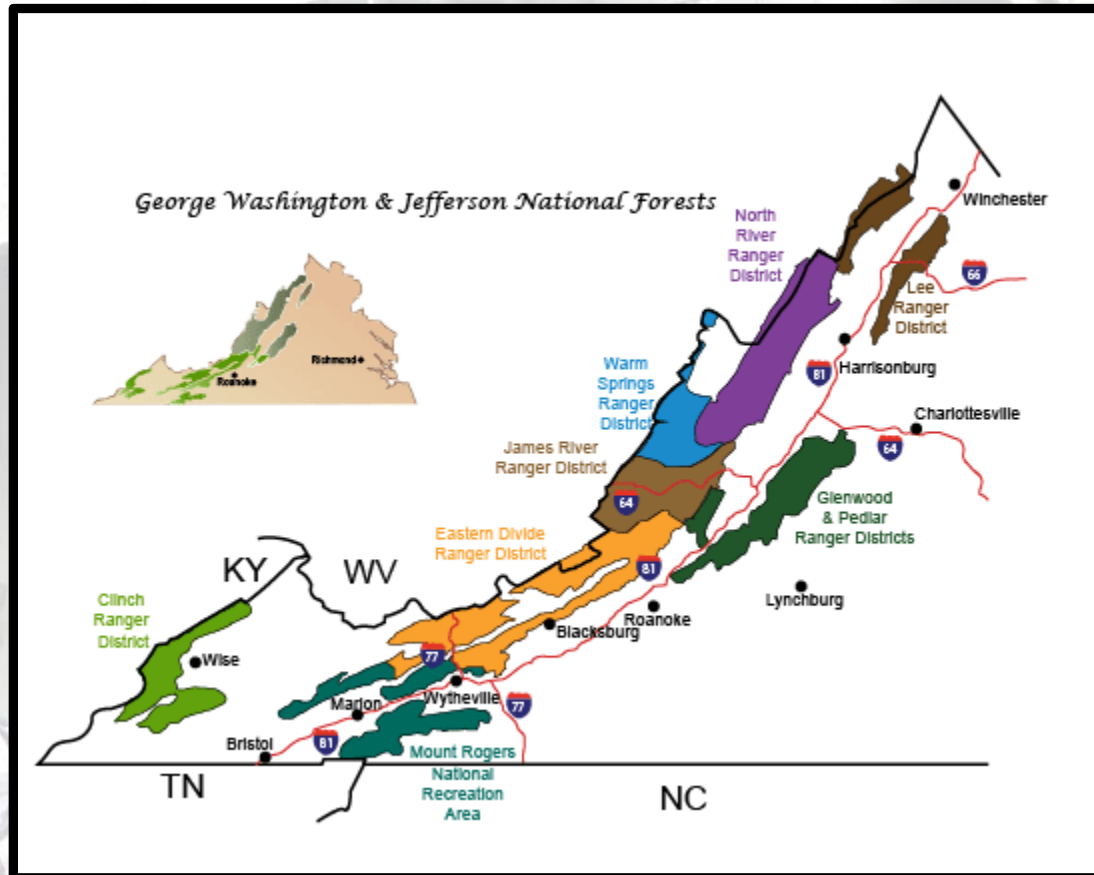 George Washington & Jefferson National Forests
Winchester
North
River
Ranger
District
66
Lee
Ranger
District
Richmond
Roanoke
Warm
Springs
Ranger
District
81
Harrisonburg
Charlottesville
64
James River
Ranger District
64
Glenwood
& Pedlar
Ranger Districts
Eastern Divide
Ranger District
81
KY
WV
Lynchburg
Clinch
Ranger
District
Roanoke
Blacksburg
Wise
77
Marion
Wytheville
77
Bristol
81
Mount Rogers
National
Recreation
Area
TN
NC